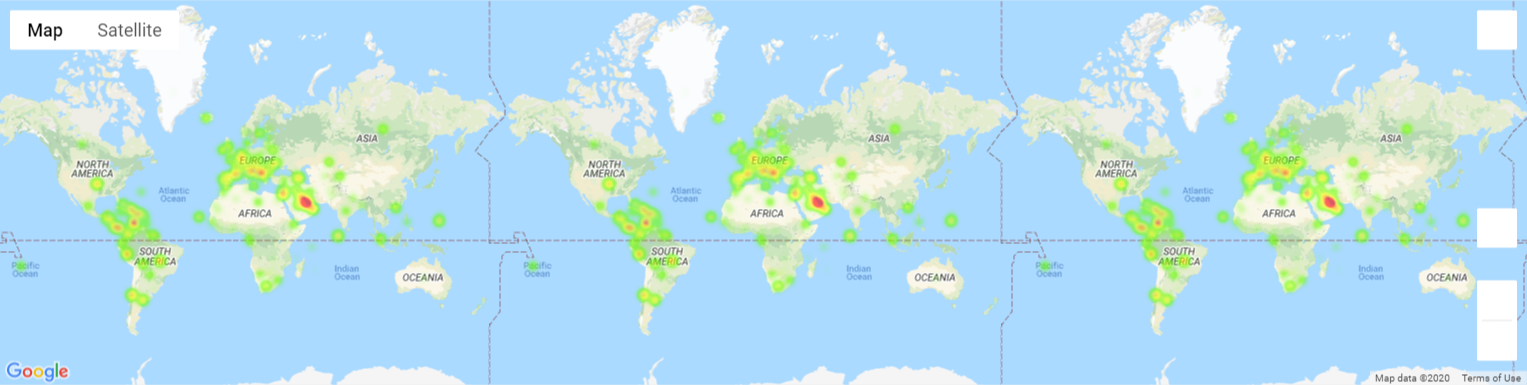 Map Satellite
ASIA
ASIA
ASIA
EUROPE
EUROPE
EUROPE
NORTH
AMERICA
NORTH
AMERICA
NORTH
AMERICA
Atlantic
Ocean
Atlantic
Ocean
Atlantic
Ocean
AFRICA
AFRICA
AFRICA
SOUTH
AMERICA
SOUTH
AMERICA
SOUTH
AMERICA
Pacific
Ocean
Pacific
Ocean
Pacific
Ocean
Indian
Ocean
Indian
Ocean
Indian
Ocean
OCEANIA
OCEANIA
OCEANIA
Google
Map data ©2020 Terms of Use